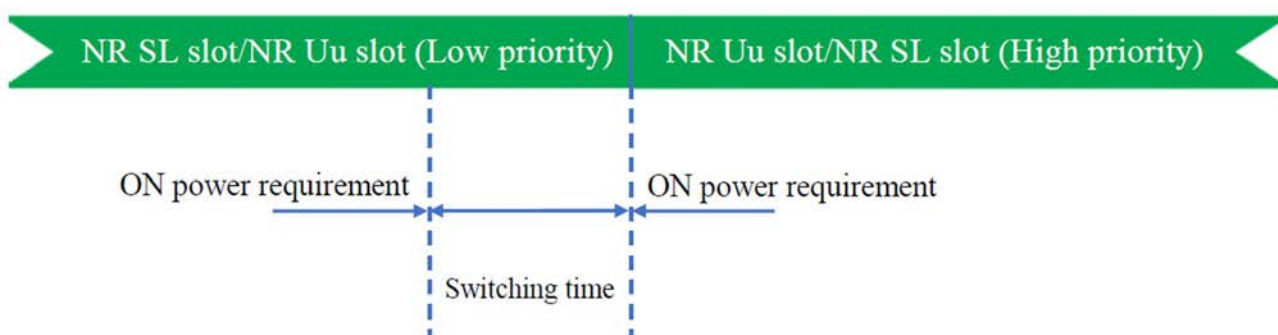 NR SL slot/NR Uu slot (Low priority) NR Uu slot/NR SL slot (High priority)
ON power requirement ON power requirement
Switching time